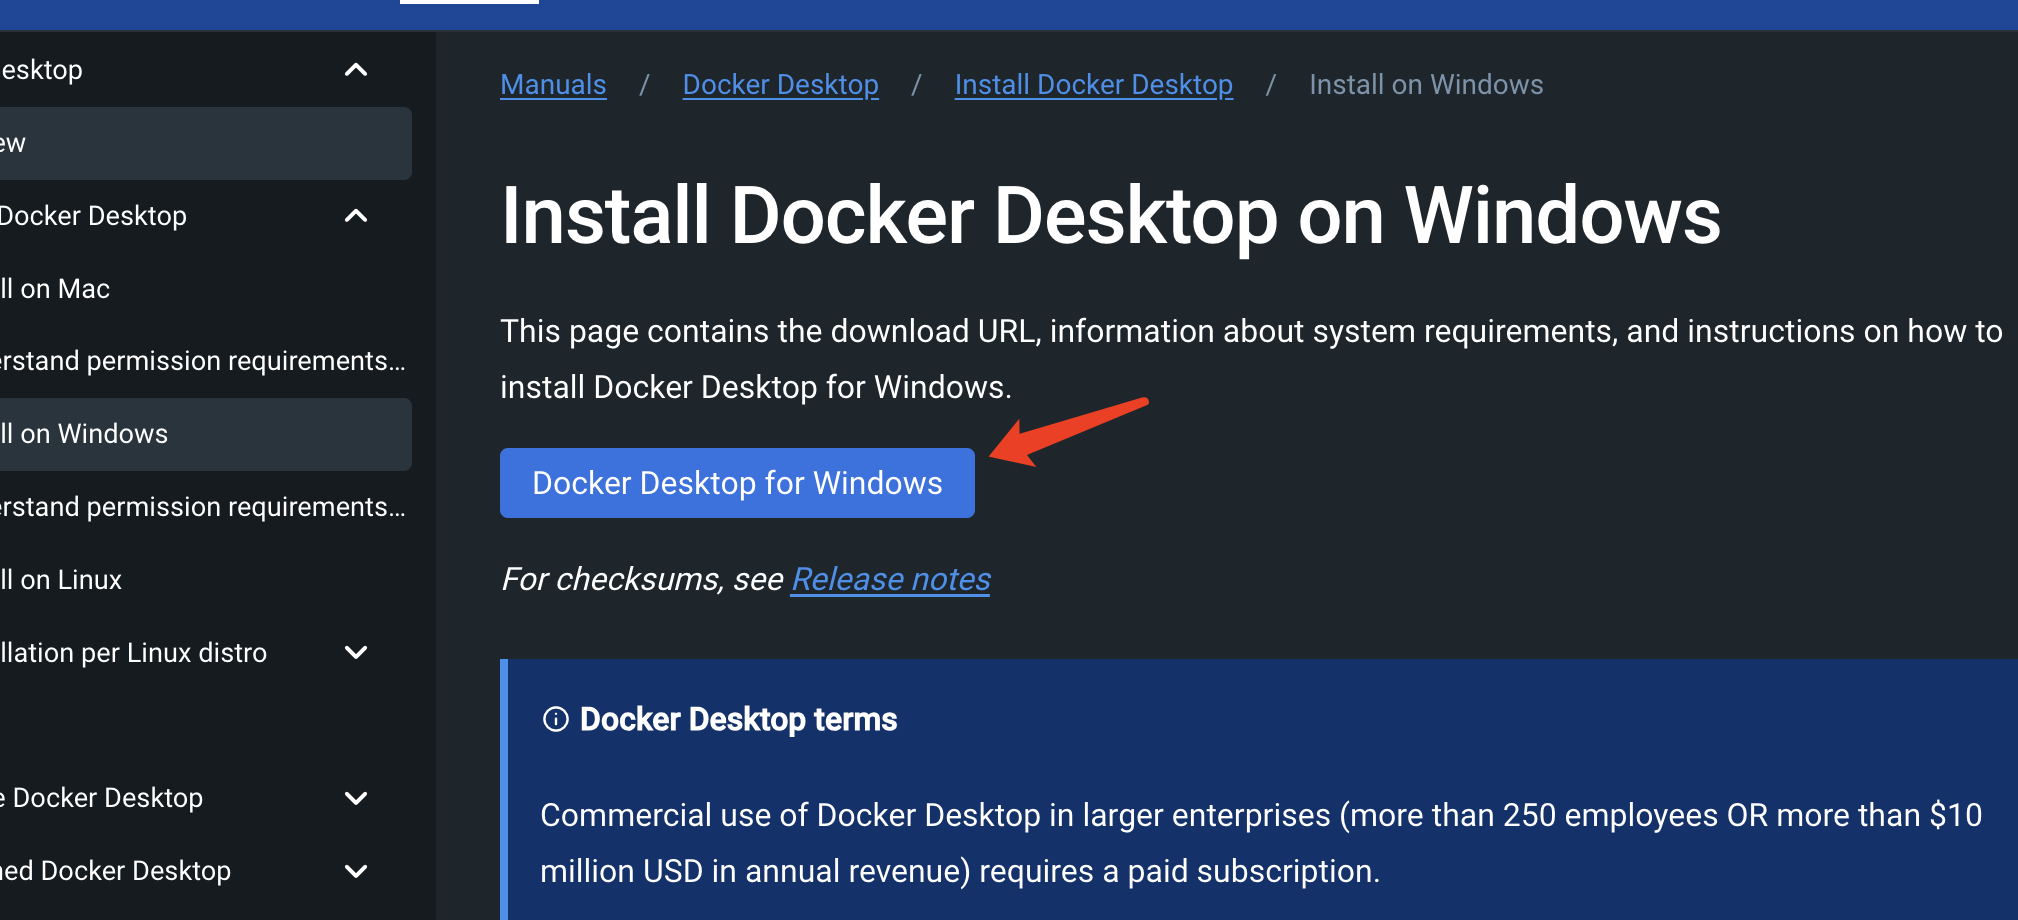 esktop
ew
Docker Desktop
ll on Mac
erstand permission requirements...
ll on Windows
erstand permission requirements...
ll on Linux
llation per Linux distro
e Docker Desktop
ned Docker Desktop
Manuals / Docker Desktop / Install Docker Desktop / Install on Windows
Install Docker Desktop on Windows
This page contains the download URL, information about system requirements, and instructions on how to
install Docker Desktop for Windows.
Docker Desktop for Windows
For checksums, see Release notes
Docker Desktop terms
Commercial use of Docker Desktop in larger enterprises (more than 250 employees OR more than $10
million USD in annual revenue) requires a paid subscription.